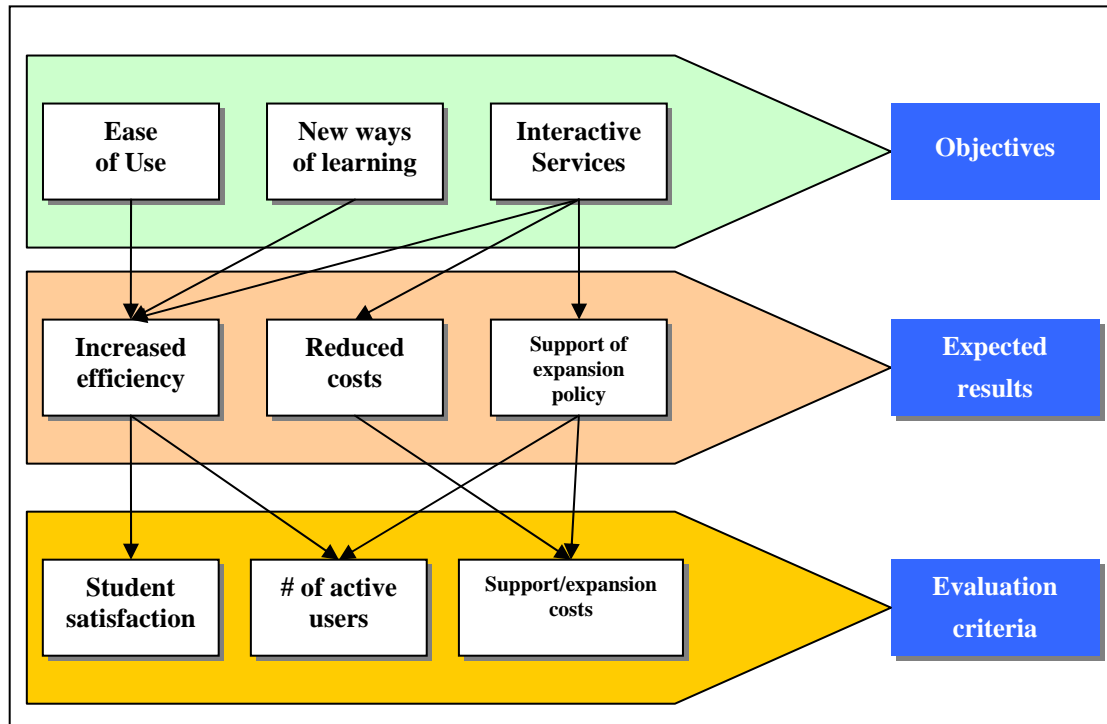 Ease
of Use
New ways
of learning
Interactive
Services
Objectives
Increased
efficiency
Reduced
costs
Support of
expansion
policy
Expected
results
Student
satisfaction
# of active
users
Support/expansion
costs
Evaluation
criteria